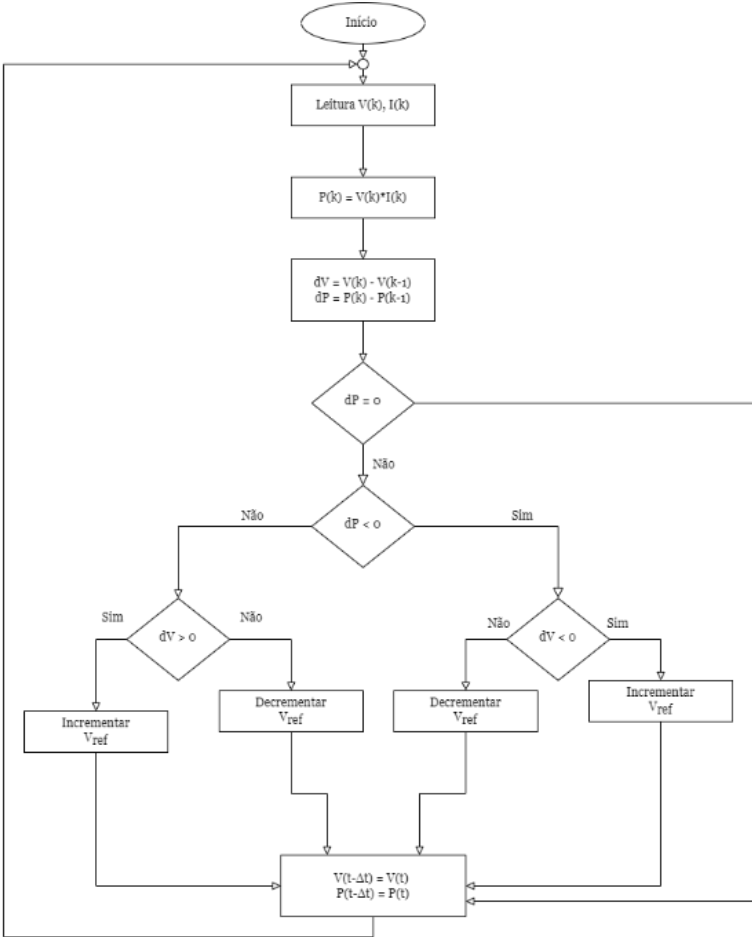 Início
Leitura V(k), I(k)
P(k) = V(k)*I(k)
dV = V(k) - V(k-1)
dP = P(k) - P(k-1)
dP = 0
Não
dP < 0
Não
Sim
dV > 0
Sim
Não
dV < 0
Não
Sim
Incrementar
Vref
Decrementar
Vref
Decrementar
Vref
Incrementar
Vref
V(t-Δt) = V(t)
P(t-Δt) = P(t)